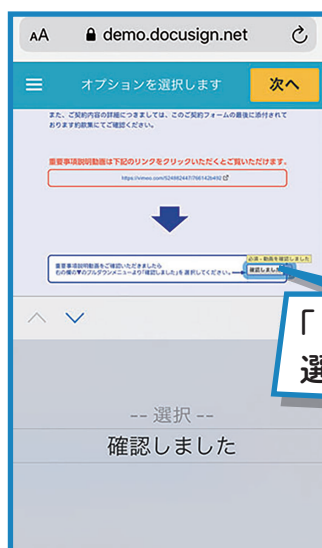 AA demo.docusign.net
オプションを選択します 次へ
また、ご契約内容の詳細につきましては、このご契約フォームの最後に添付されて
おります約款集にてご確認ください。
重要事項説明動画は下記のリンクをクリックいただくとご覧いただけます。
必須 - 動画を確認しました
重要事項説明動画をご確認いただきましたら
右の欄の▼のプルダウンメニューより「確認しました」を選択してください。
確認しました
「
選
-- 選択 --
確認しました